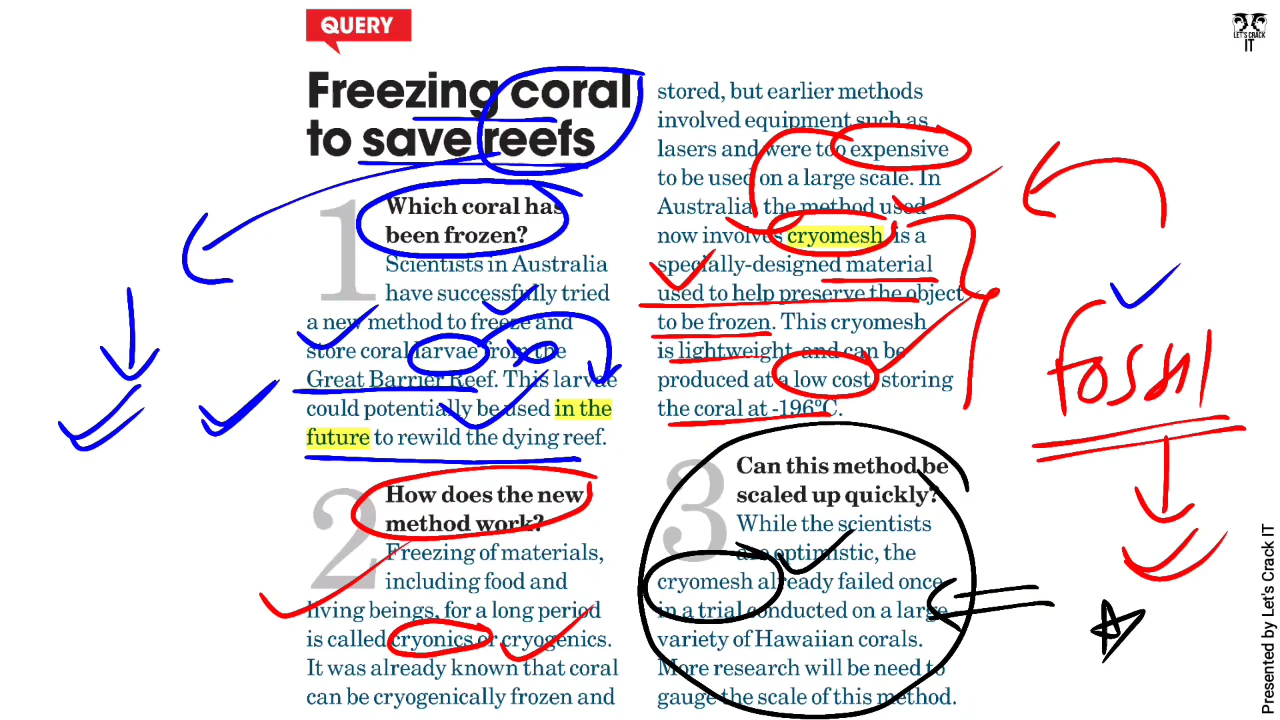 QUERY
LET'S CRACK
IT
Freezing coral
to save reefs
1
Which coral has
been frozen?
Scientists in Australia
have successfully tried
a new method to freeze and
store coral larvae from the
Great Barrier Reef. This larvae
could potentially be used in the
future to rewild the dying reef.
2
How does the new
method work?
Freezing of materials,
including food and
living beings, for a long period
is called cryonics or cryogenics.
It was already known that coral
can be cryogenically frozen and
stored, but earlier methods
involved equipment such as
lasers and were too expensive
to be used on a large scale. In
Australia, the method used
now involves cryomesh, is a
specially-designed material
used to help preserve the object
to be frozen. This cryomesh
is lightweight and can be
produced at a low cost, storing
the coral at -196°C.
3
Can this method be
scaled up quickly?
While the scientists
are optimistic, the
cryomesh already failed once
in a trial conducted on a large
variety of Hawaiian corals.
More research will be need to
gauge the scale of this method.
fossil
Presented by Let's Crack IT